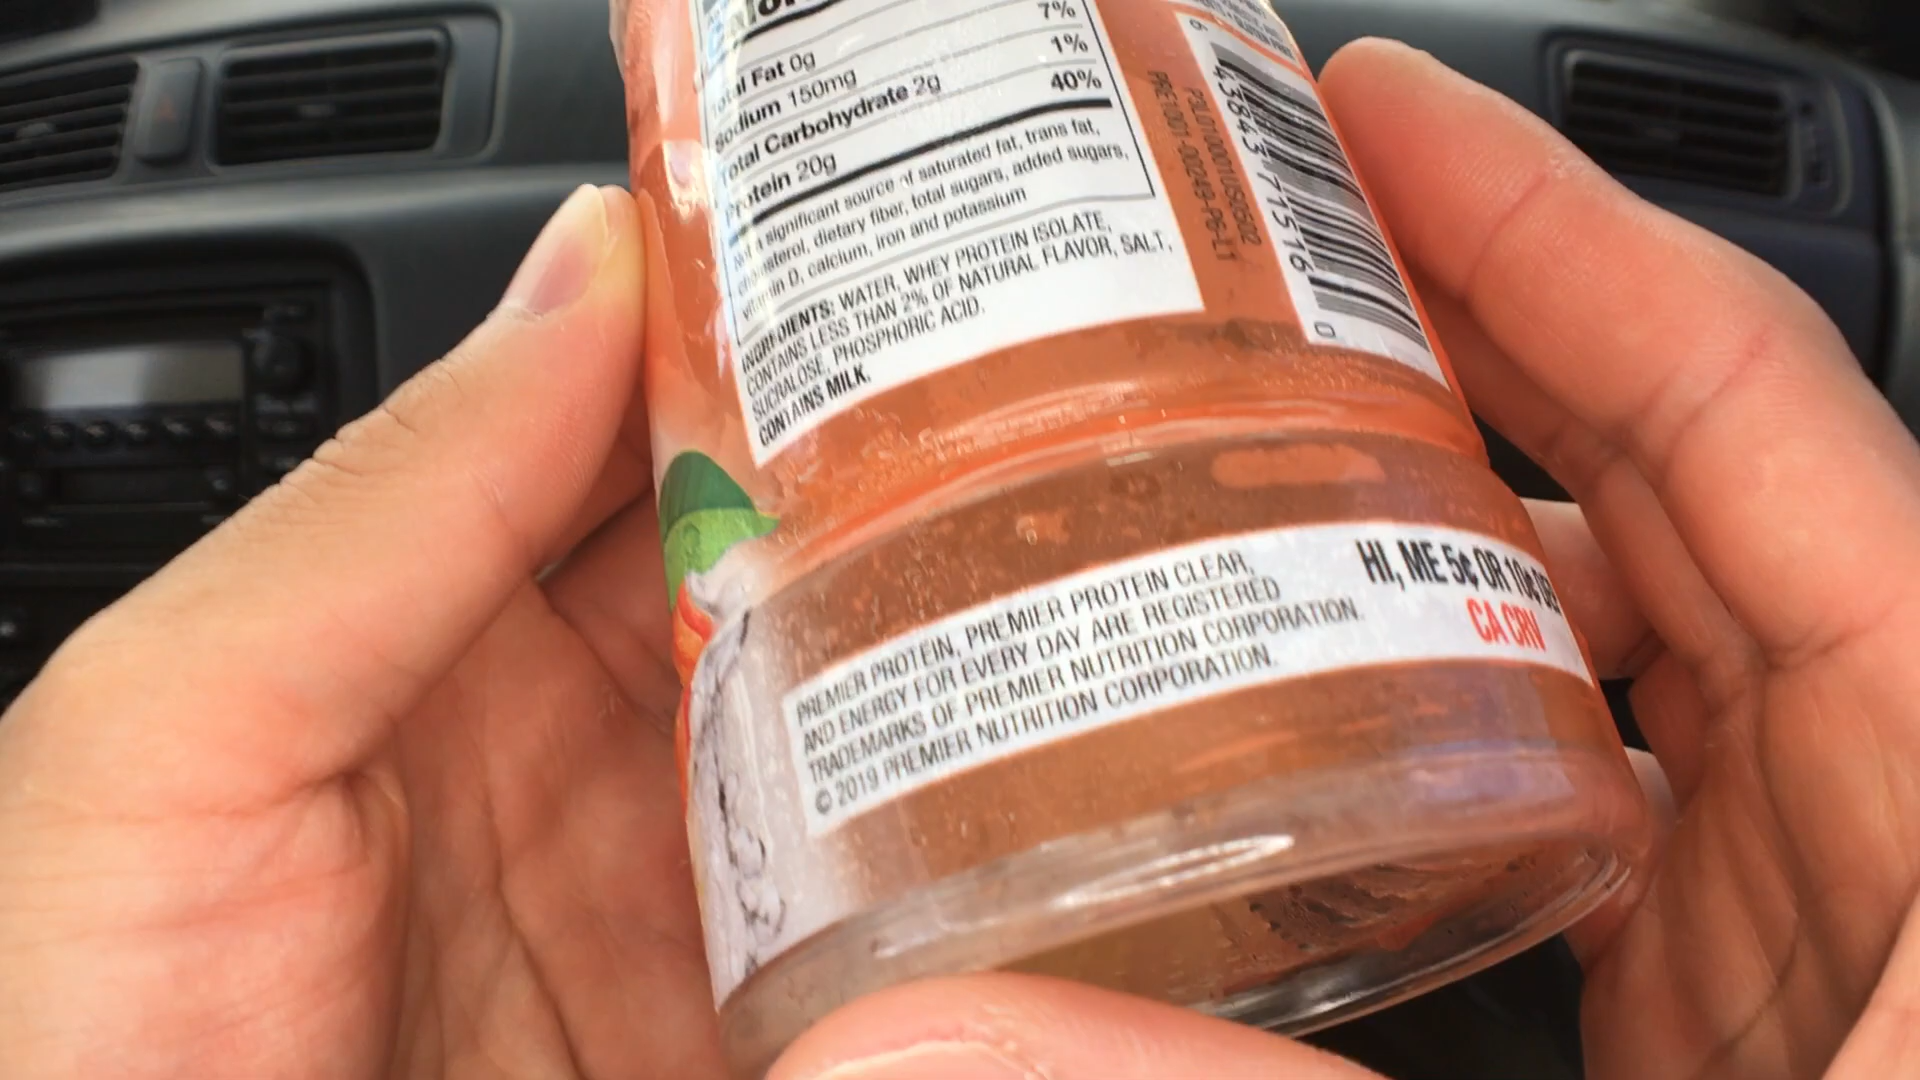 Total Fat 0g
7%
Sodium 150mg
1%
Total Carbohydrate 2g
40%
Protein 20g
a significant source of saturated fat, trans fat,
cholesterol, dietary fiber, total sugars, added sugars,
vitamin D, calcium, iron and potassium
INGREDIENTS: WATER, WHEY PROTEIN ISOLATE,
CONTAINS LESS THAN 2% OF NATURAL FLAVOR, SALT,
SUCRALOSE, PHOSPHORIC ACID.
CONTAINS MILK.
6 43843 71516 0
PREMIER PROTEIN, PREMIER PROTEIN CLEAR,
AND ENERGY FOR EVERY DAY ARE REGISTERED
TRADEMARKS OF PREMIER NUTRITION CORPORATION.
© 2019 PREMIER NUTRITION CORPORATION.
HI, ME 5¢ OR 10¢
CA CRV